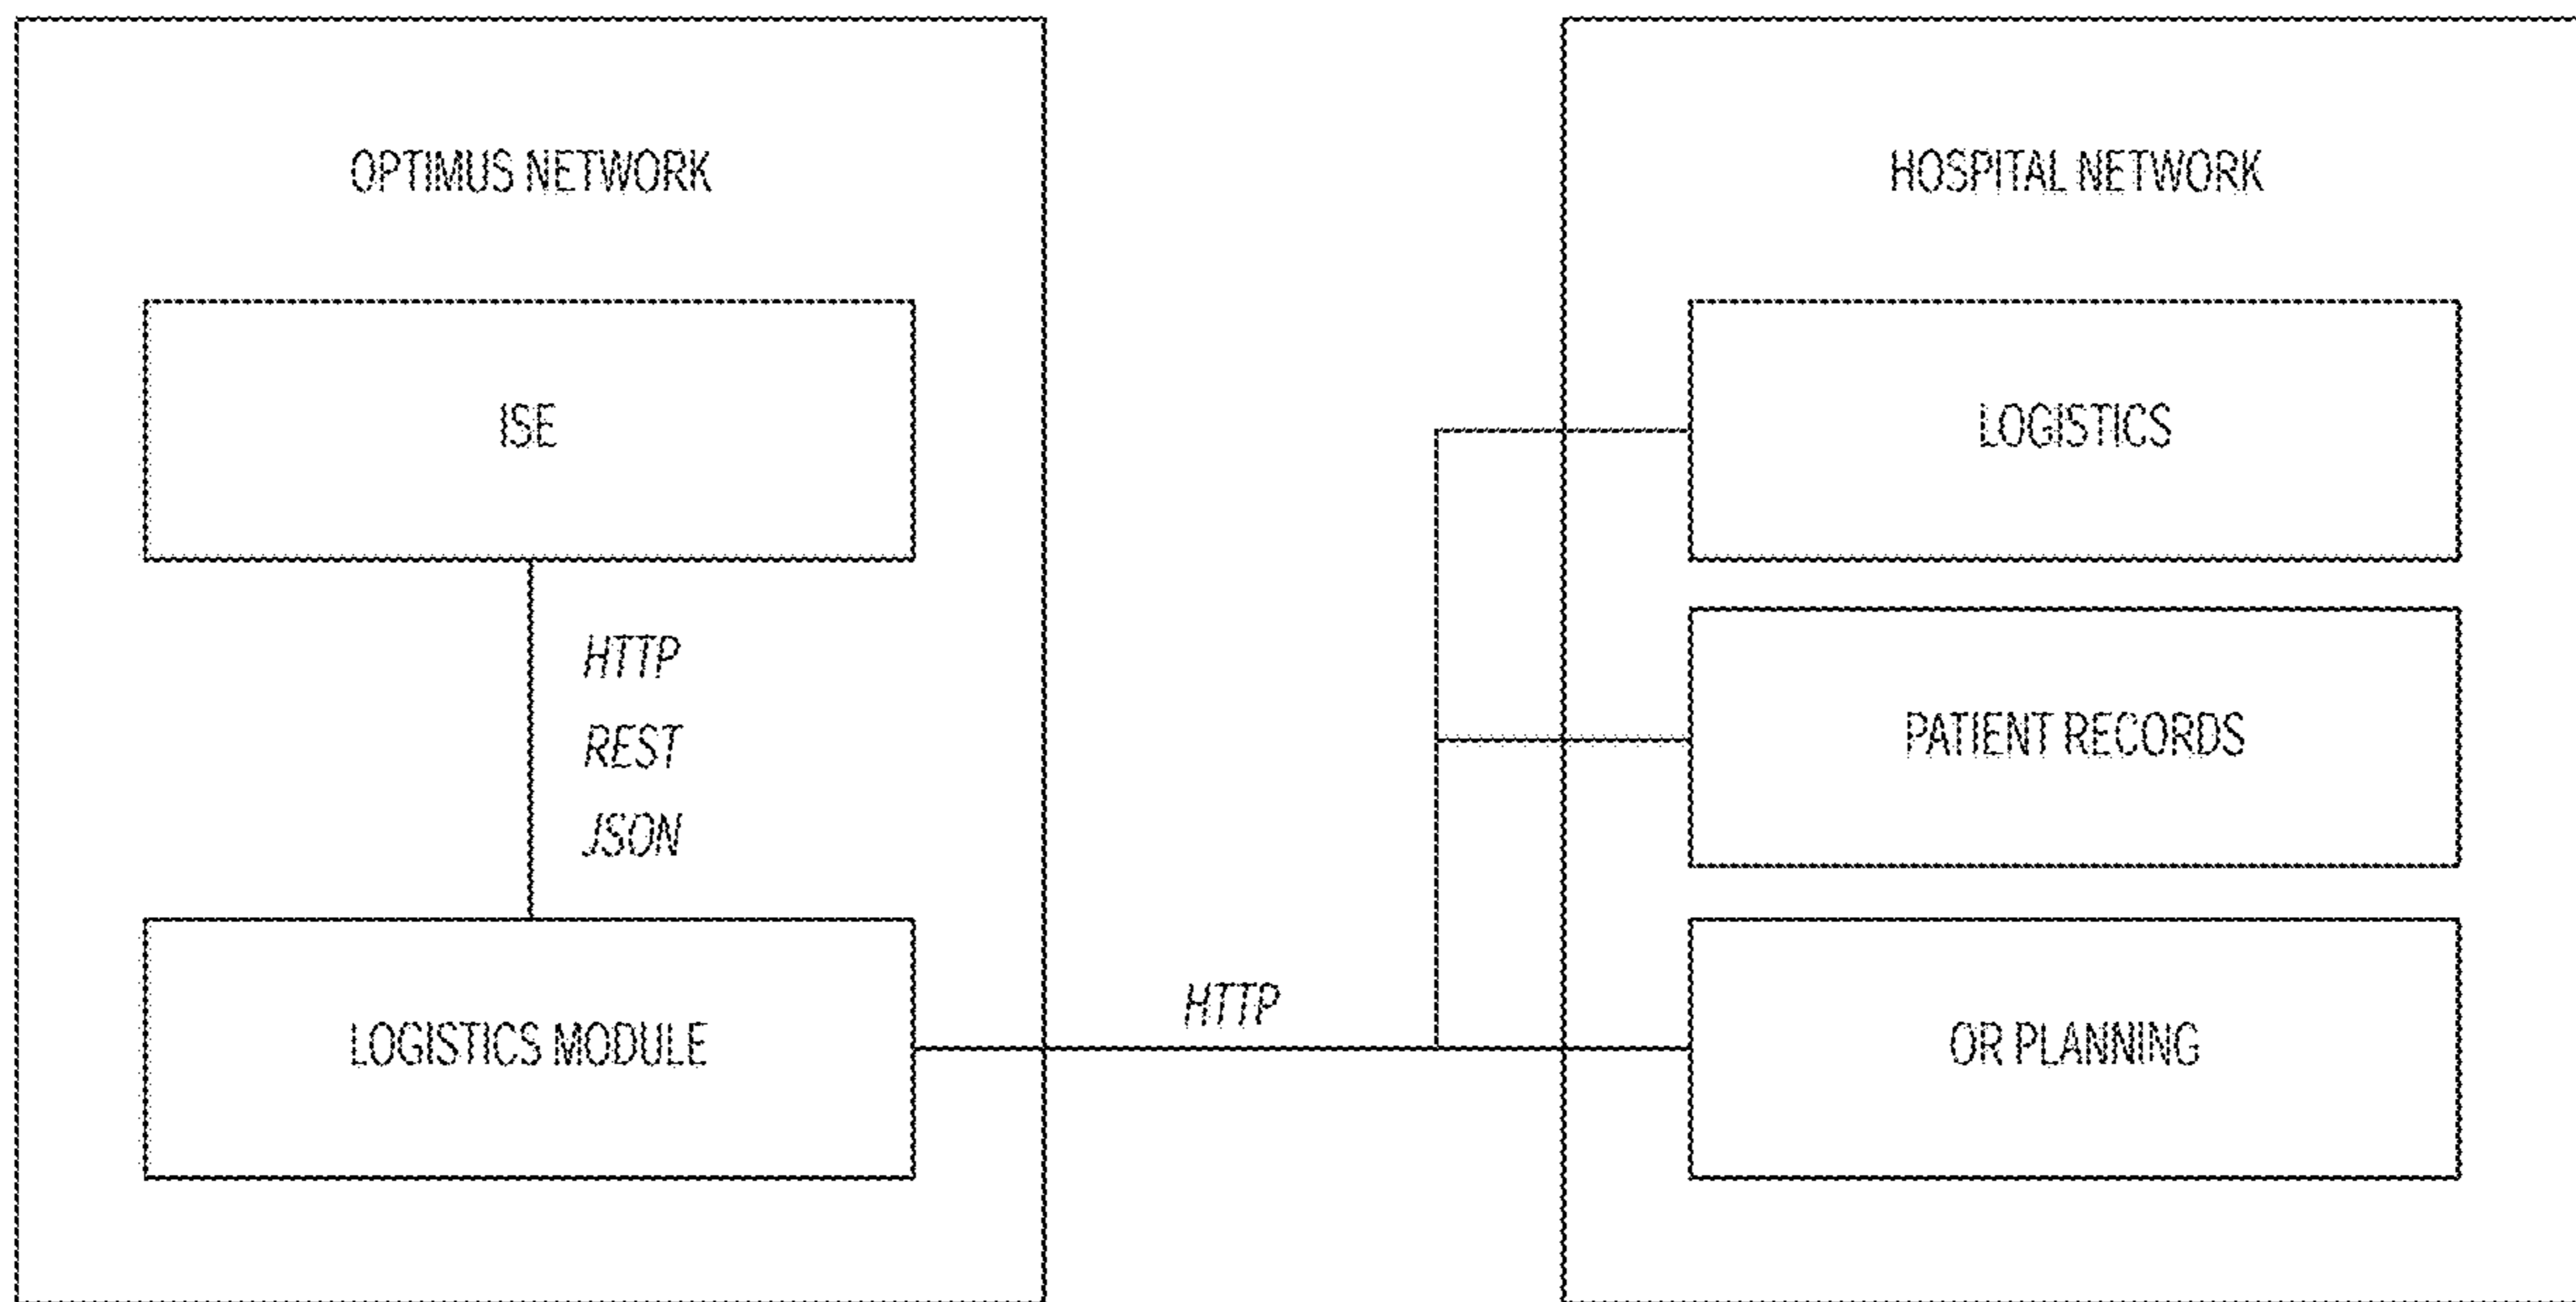 OPTIMUS NETWORK
ISE
HTTP
REST
JSON
LOGISTICS MODULE
HTTP
HOSPITAL NETWORK
LOGISTICS
PATIENT RECORDS
OR PLANNING